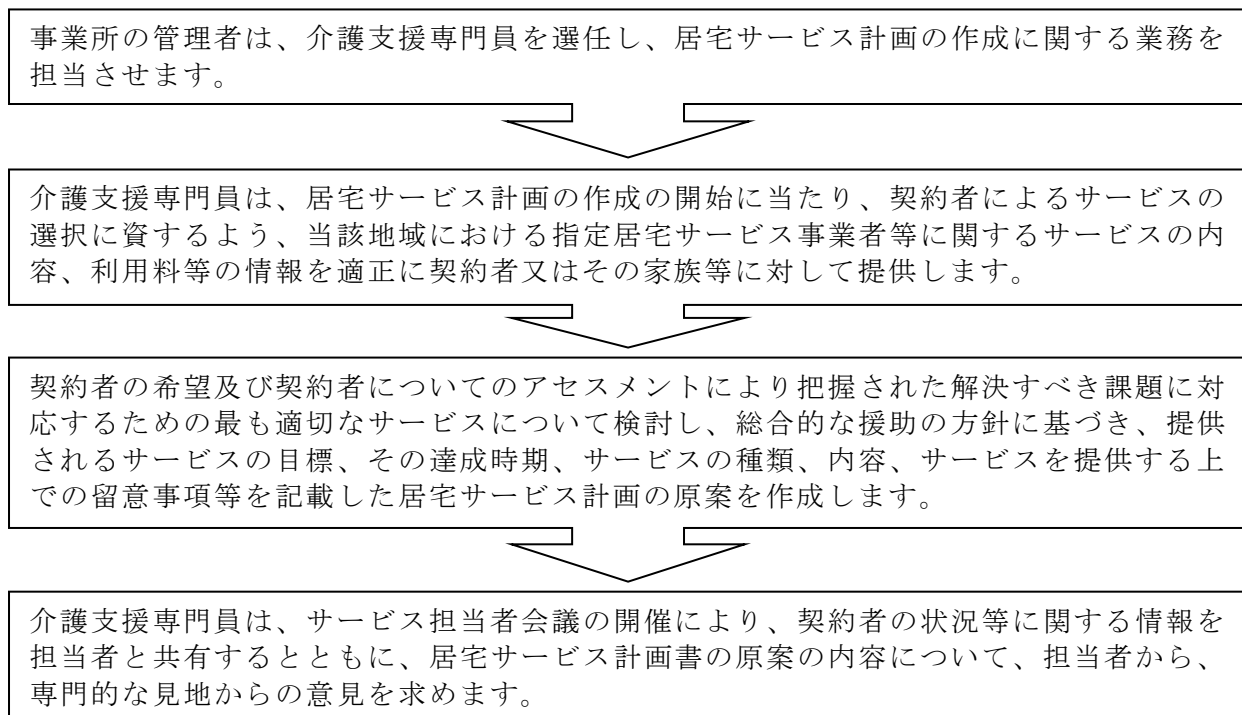 事業所の管理者は、介護支援専門員を選任し、居宅サービス計画の作成に関する業務を
担当させます。
介護支援専門員は、居宅サービス計画の作成の開始に当たり、契約者によるサービスの
選択に資するよう、当該地域における指定居宅サービス事業者等に関するサービスの内
容、利用料等の情報を適正に契約者又はその家族等に対して提供します。
契約者の希望及び契約者についてのアセスメントにより把握された解決すべき課題に対
応するための最も適切なサービスについて検討し、総合的な援助の方針に基づき、提供
されるサービスの目標、その達成時期、サービスの種類、内容、サービスを提供する上
での留意事項等を記載した居宅サービス計画の原案を作成します。
介護支援専門員は、サービス担当者会議の開催により、契約者の状況等に関する情報を
担当者と共有するとともに、居宅サービス計画書の原案の内容について、担当者から、
専門的な見地からの意見を求めます。